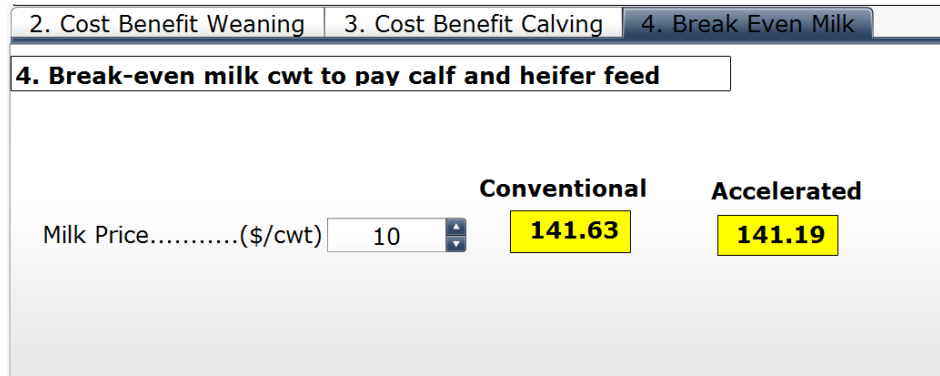 2. Cost Benefit Weaning 3. Cost Benefit Calving 4. Break Even Milk
4. Break-even milk cwt to pay calf and heifer feed
Conventional Accelerated
Milk Price...........($/cwt) 10 141.63 141.19